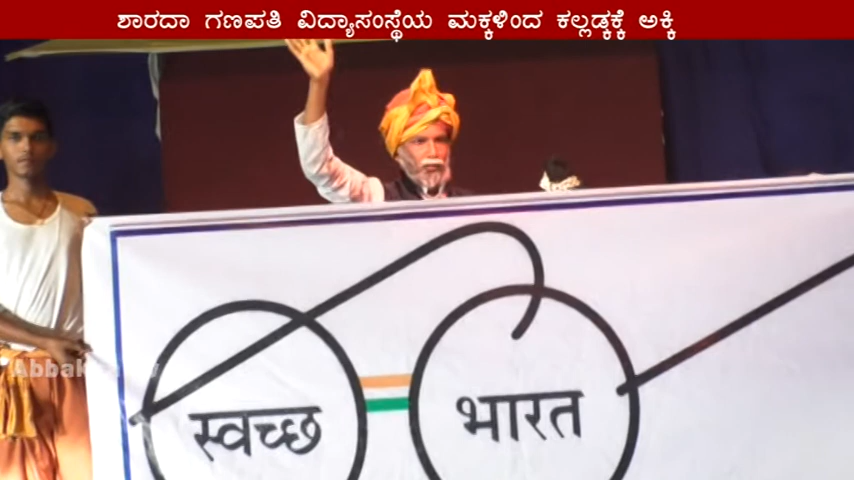 ಶಾರದಾ ಗಣಪತಿ ವಿದ್ಯಾಸಂಸ್ಥೆಯ ಮಕ್ಕಳಿಂದ ಕಲ್ಲಡ್ಕಕ್ಕೆ ಅಕ್ಕಿ
स्वच्छ भारत